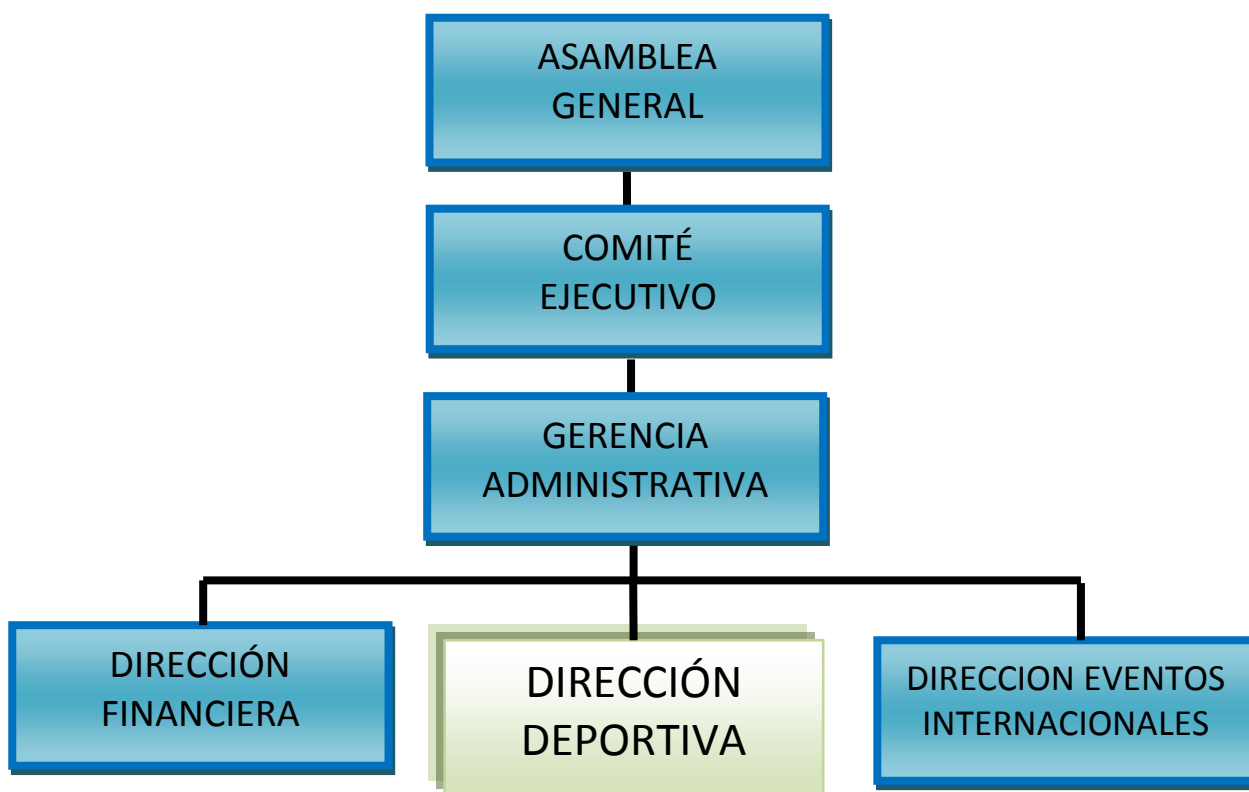 ASAMBLEA
GENERAL
COMITÉ
EJECUTIVO
GERENCIA
ADMINISTRATIVA
DIRECCIÓN
FINANCIERA
DIRECCIÓN
DEPORTIVA
DIRECCION EVENTOS
INTERNACIONALES